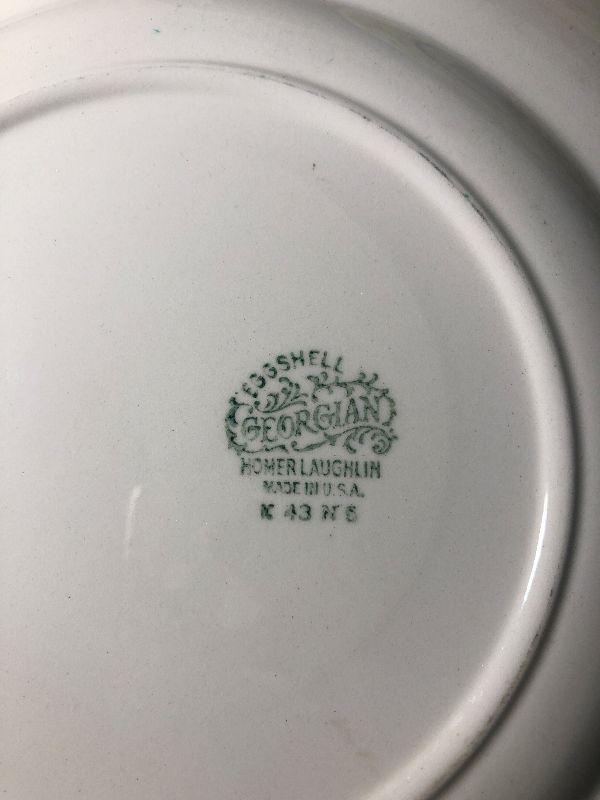 EGGSHELL
GEORGIAN
HOMER LAUGHLIN
MADE IN U.S.A.
K 43 N 6